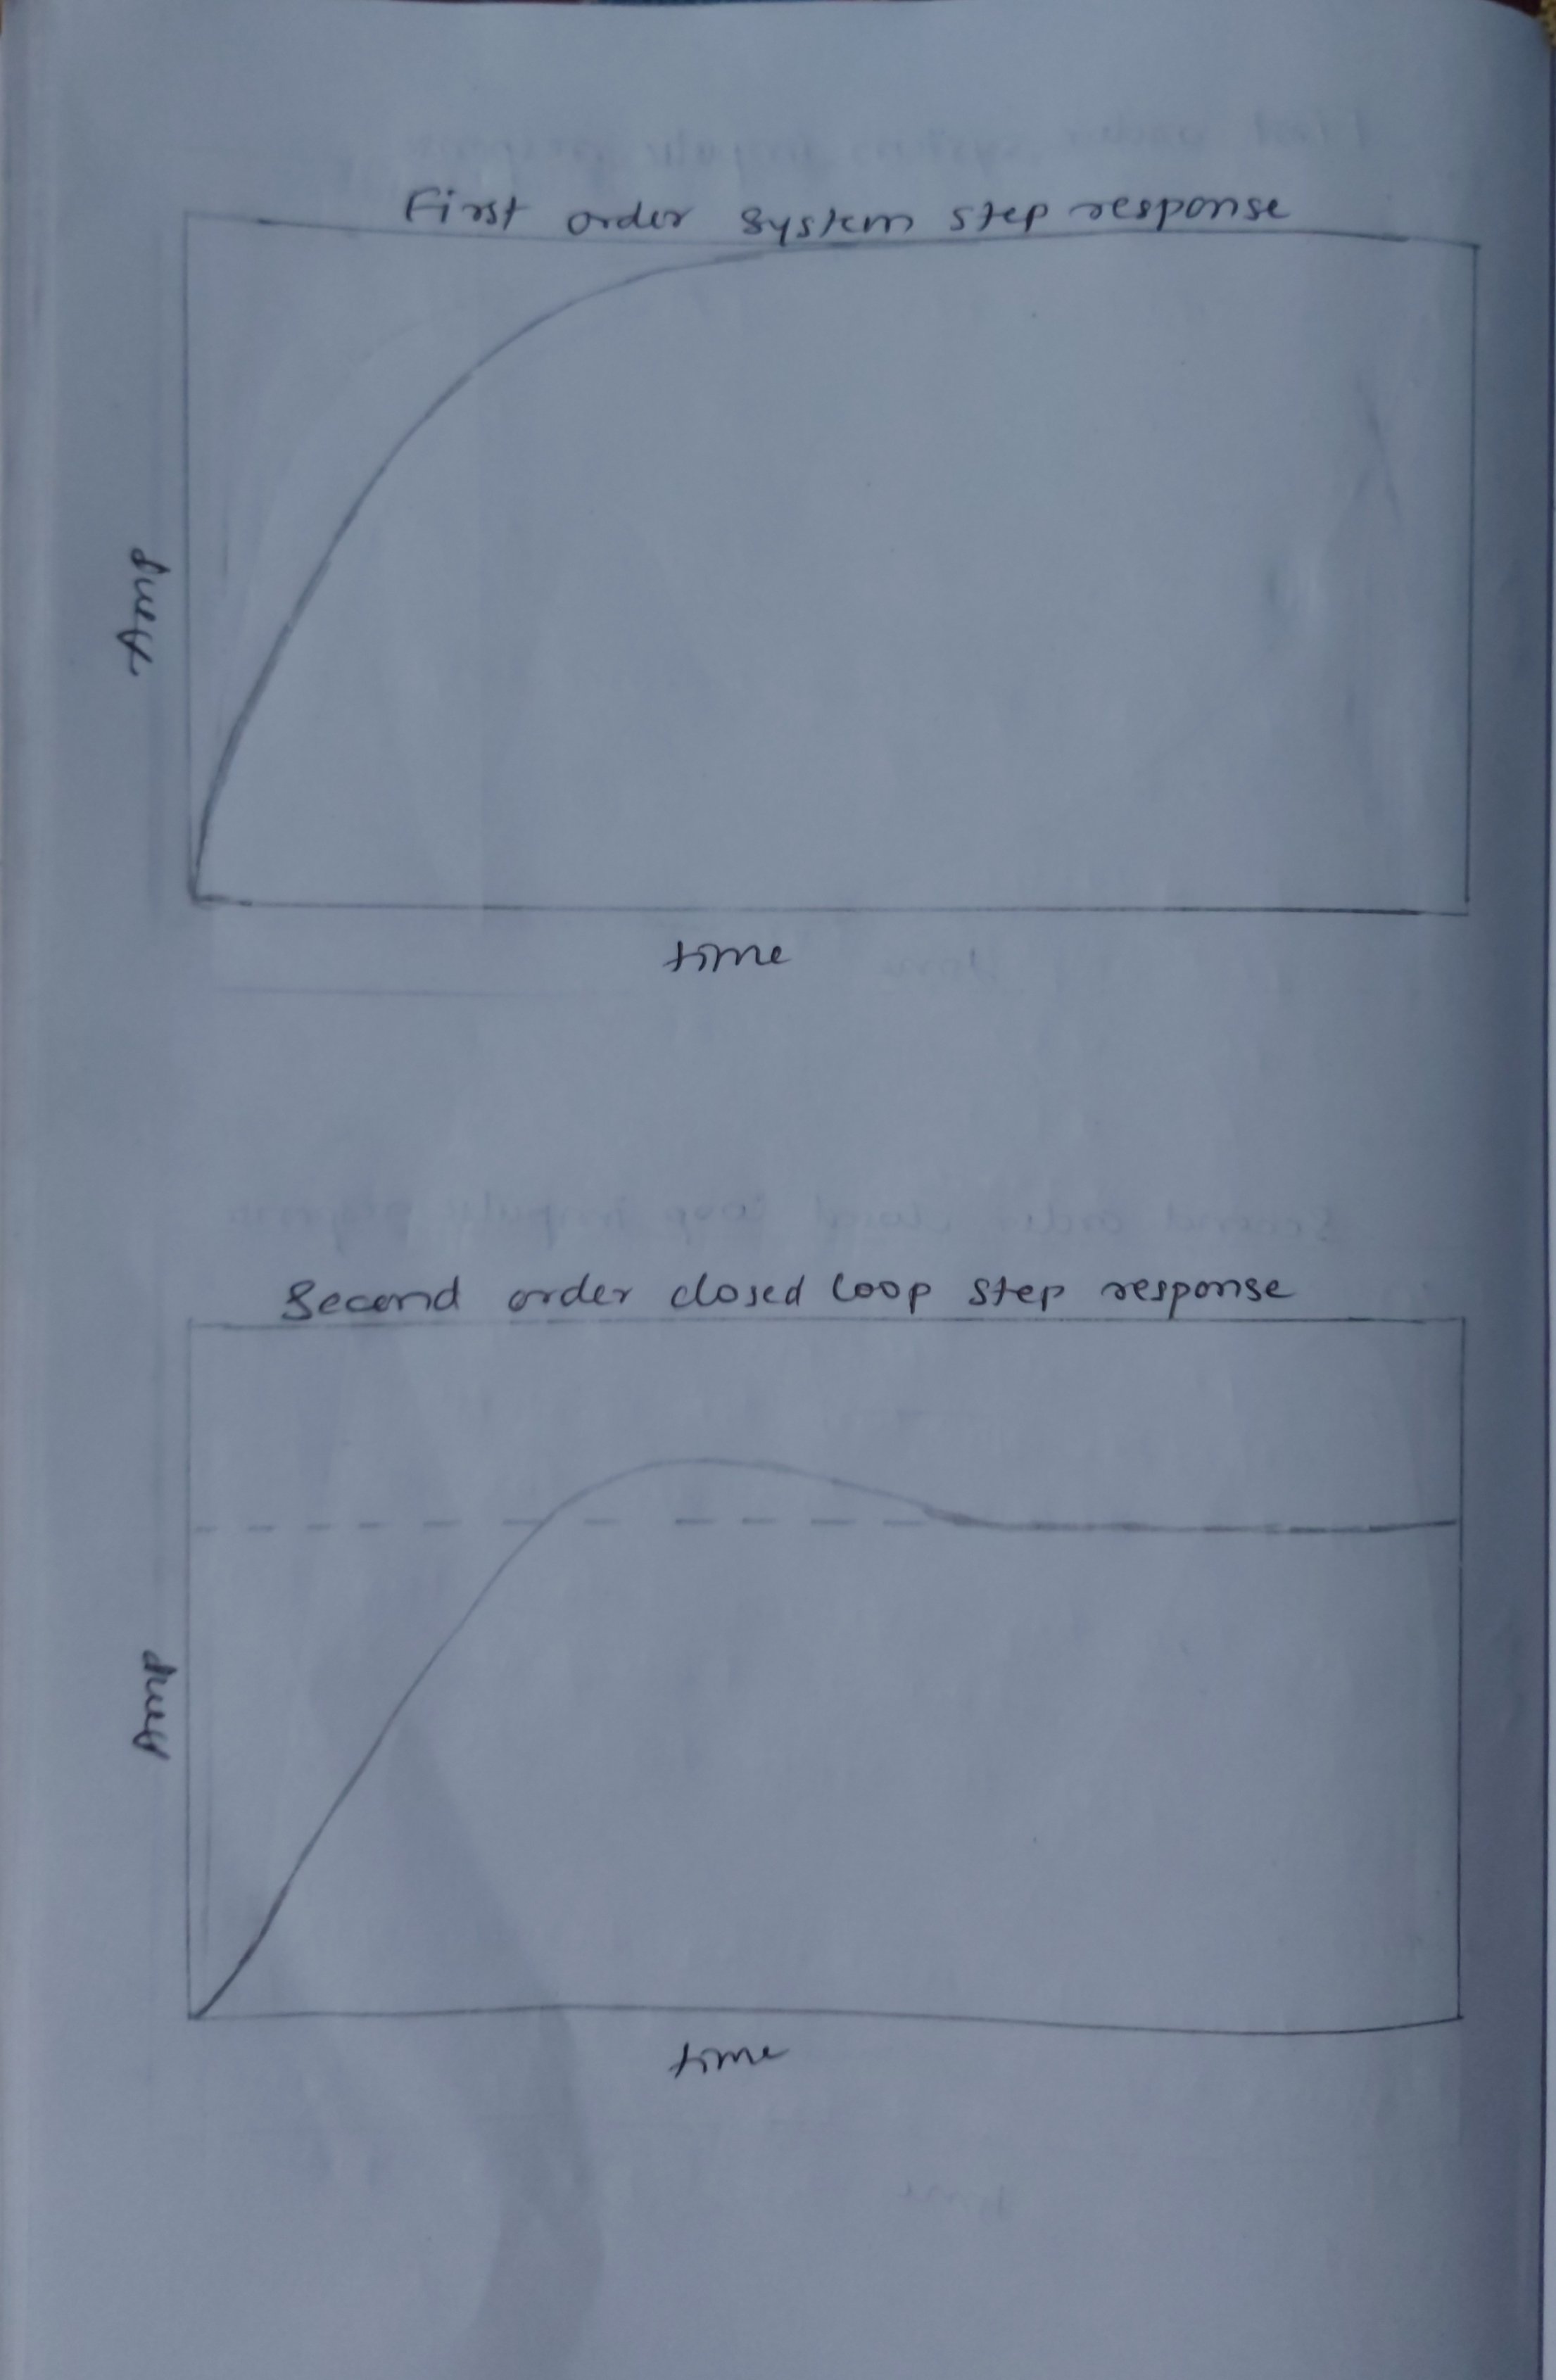 First order system step response
Amp
time
Second order closed loop step response
Amp
time